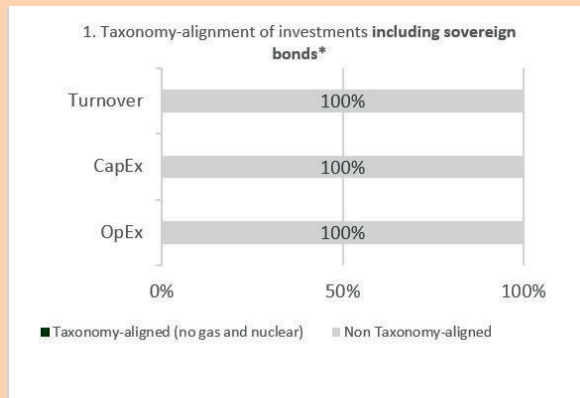 1. Taxonomy-alignment of investments including sovereign
bonds*
Turnover 100%
CapEx 100%
OpEx 100%
0% 50% 100%
Taxonomy-aligned (no gas and nuclear) Non Taxonomy-aligned